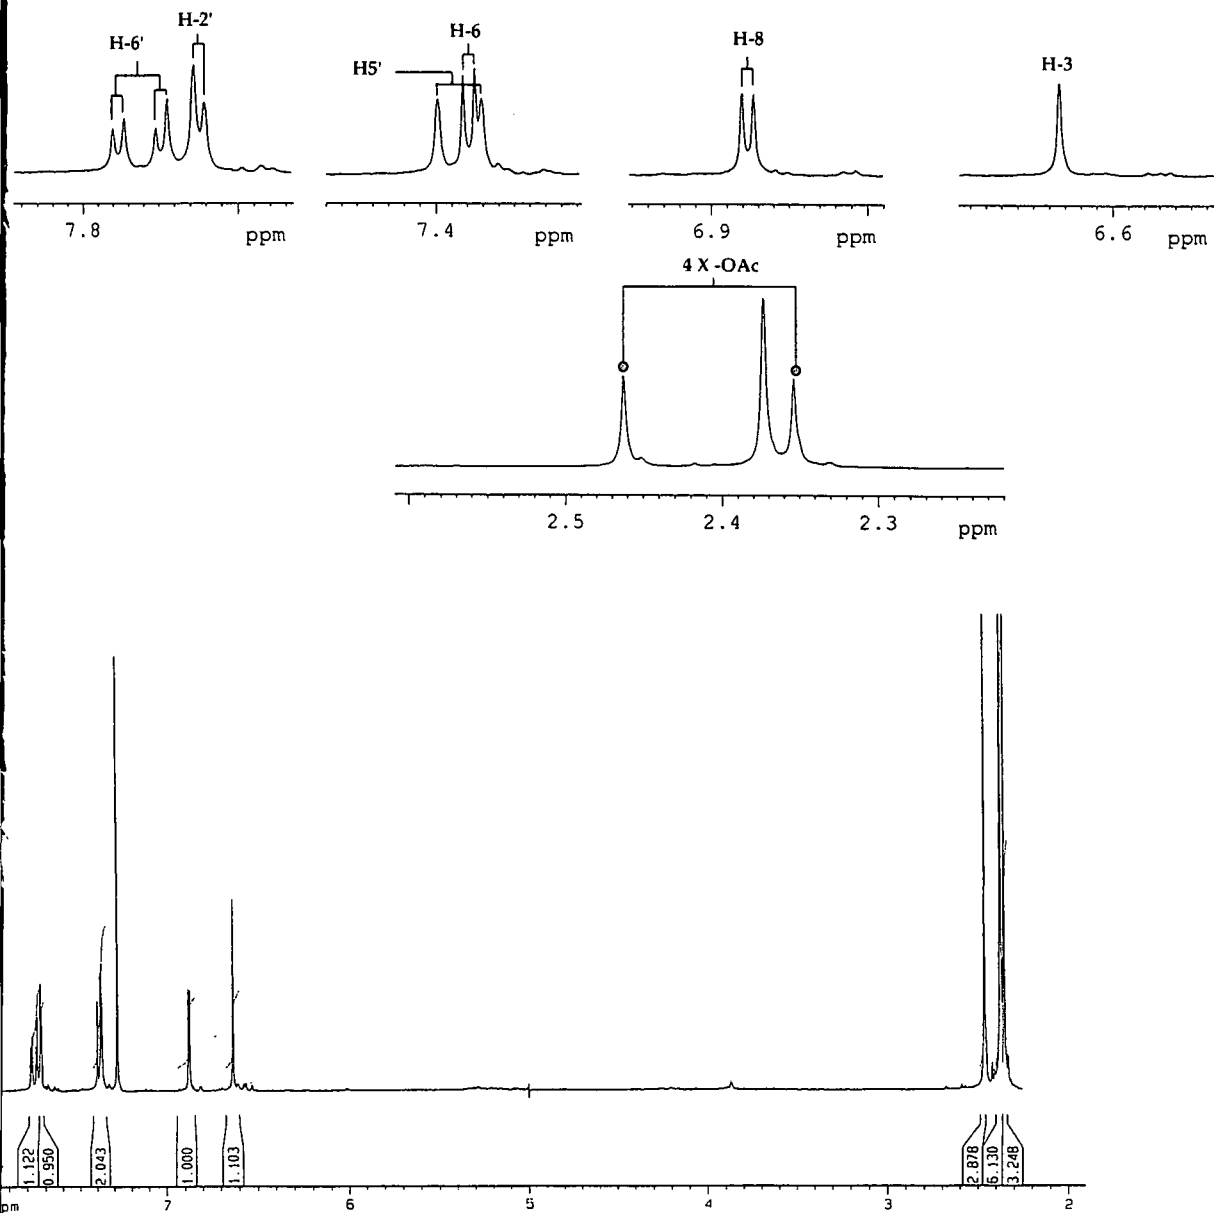 H-6'
H-2'
H5'
H-6
H-8
H-3
7.8 ppm
7.4 ppm
6.9 ppm
6.6 ppm
4 X -OAc
2.5 2.4 2.3 ppm
1.122
0.950
2.043
1.000
1.103
2.878
6.130
3.248
pm 7 6 5 4 3 2